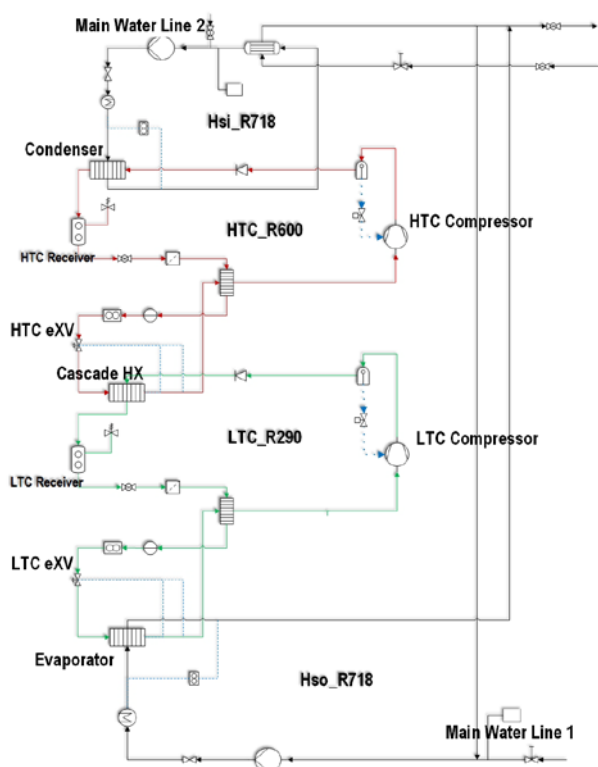 Main Water Line 2
Hsi_R718
Condenser
HTC_R600
HTC Compressor
HTC Receiver
HTC eXV
Cascade HX
LTC_R290
LTC Compressor
LTC Receiver
LTC eXV
Evaporator
Hso_R718
Main Water Line 1